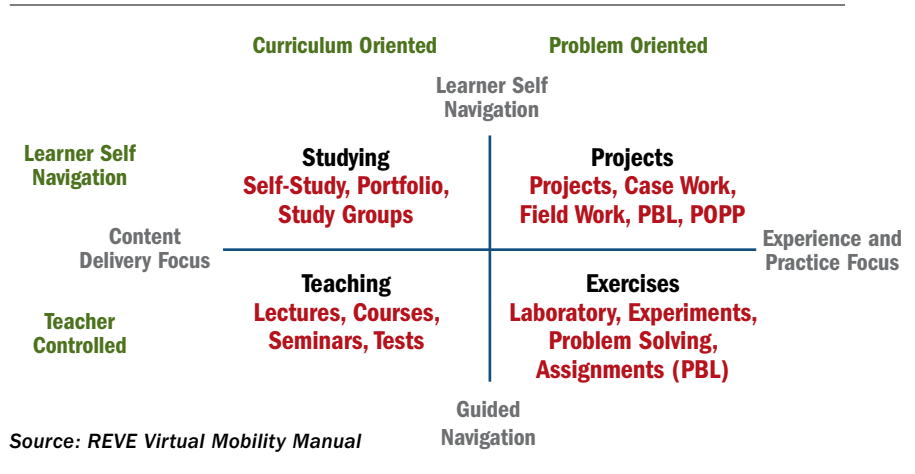 Curriculum Oriented
Problem Oriented
Learner Self
Navigation
Learner Self
Navigation
Studying
Self-Study, Portfolio,
Study Groups
Projects
Projects, Case Work,
Field Work, PBL, POPP
Content
Delivery Focus
Experience and
Practice Focus
Teacher
Controlled
Teaching
Lectures, Courses,
Seminars, Tests
Exercises
Laboratory, Experiments,
Problem Solving,
Assignments (PBL)
Guided
Navigation
Source: REVE Virtual Mobility Manual